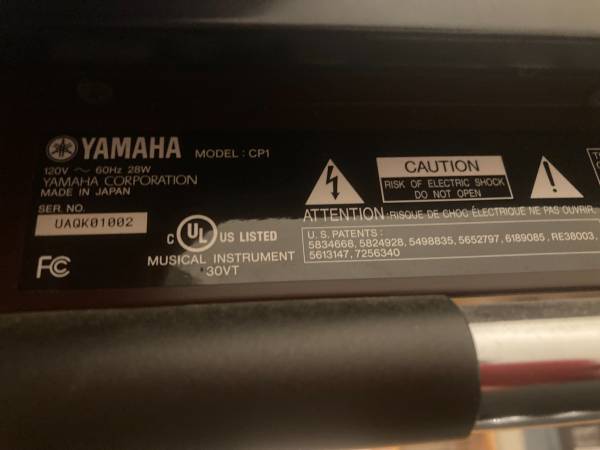 YAMAHA MODEL : CP1
120V ~ 60Hz 28W
YAMAHA CORPORATION
MADE IN JAPAN
SER NO.
UAQK01002
FC
C UL US LISTED
MUSICAL INSTRUMENT
30VT
CAUTION
RISK OF ELECTRIC SHOCK
DO NOT OPEN
ATTENTION : RISQUE DE CHOC ÉLECTRIQUE NE PAS OUVRIR.
U.S. PATENTS :
5834668, 5824928, 5498835, 5652797, 6189085, RE38003,
5613147, 7256340